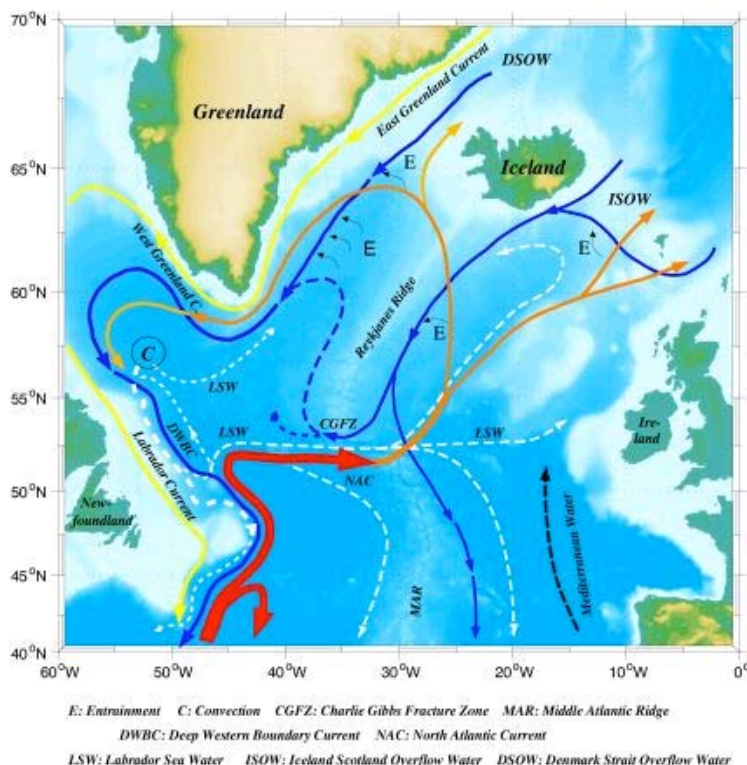 70°N
DSOW
East Greenland Current
Greenland
65°N
E
Iceland
ISOW
West Greenland C
E
E
60°N
Reykjanes Ridge
E
C
55°N
LSW
CGFZ
LSW
LSW
DWBC
Ire-
land
Labrador Current
NAC
50°N
New-
foundland
Mediterranean Water
45°N
MAR
40°N
60°W
50°W
40°W
30°W
20°W
10°W
0°
E: Entrainment C: Convection CGFZ: Charlie Gibbs Fracture Zone MAR: Middle Atlantic Ridge
DWBC: Deep Western Boundary Current NAC: North Atlantic Current
LSW: Labrador Sea Water ISOW: Iceland Scotland Overflow Water DSOW: Denmark Strait Overflow Water